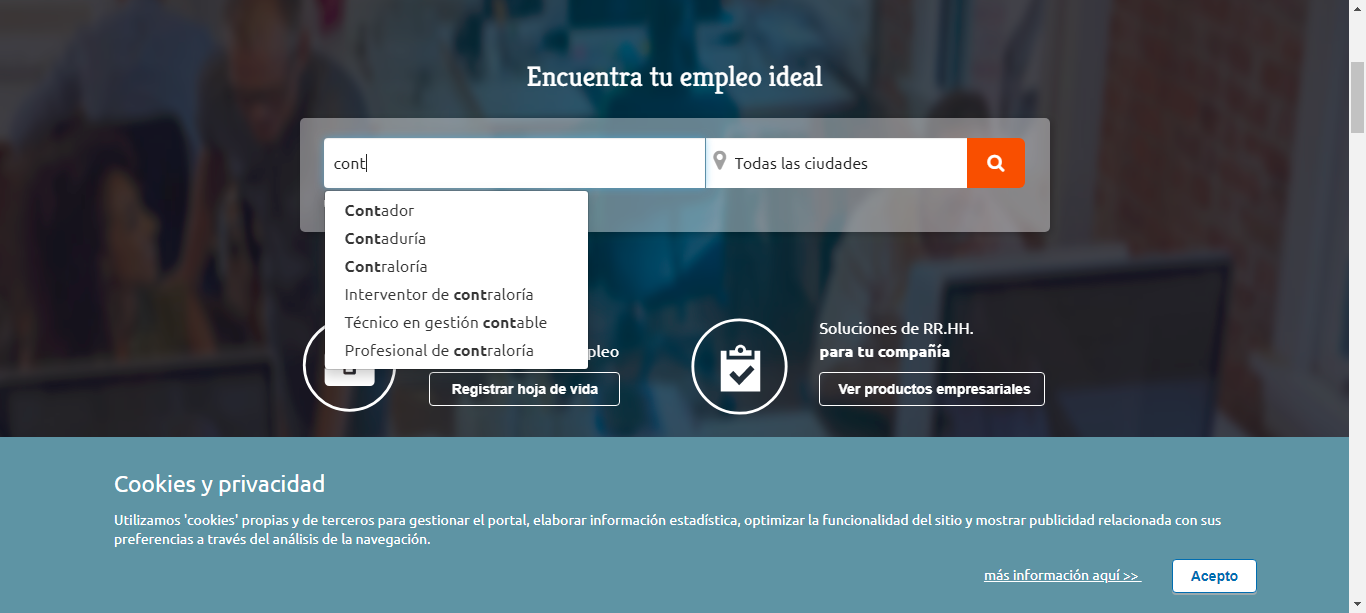 Encuentra tu empleo ideal
cont
Todas las ciudades
Contador
Contaduría
Contraloría
Interventor de contraloría
Técnico en gestión contable
Profesional de contraloría
Registrar hoja de vida
Soluciones de RR.HH.
para tu compañía
Ver productos empresariales
Cookies y privacidad
Utilizamos 'cookies' propias y de terceros para gestionar el portal, elaborar información estadística, optimizar la funcionalidad del sitio y mostrar publicidad relacionada con sus
preferencias a través del análisis de la navegación.
más información aquí >>
Acepto